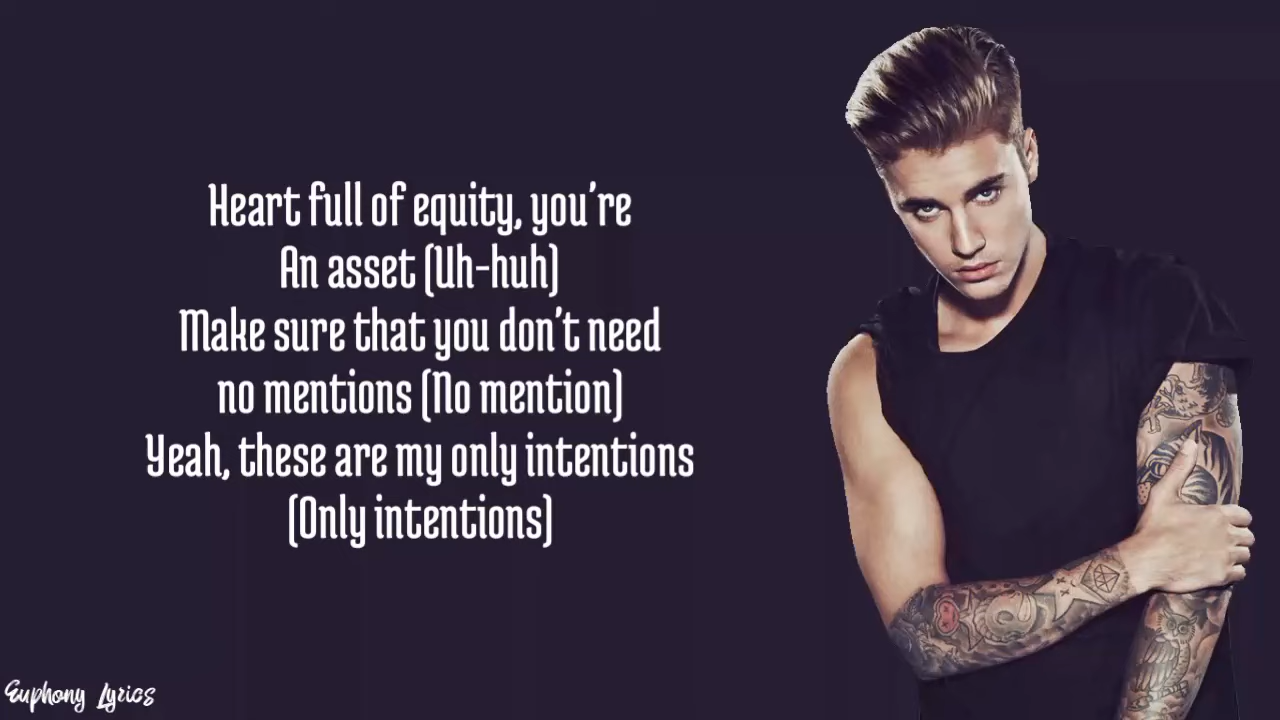 Heart full of equity, you're
An asset (Uh-huh)
Make sure that you don't need
no mentions (No mention)
Yeah, these are my only intentions
(Only intentions)
Euphony Lyrics